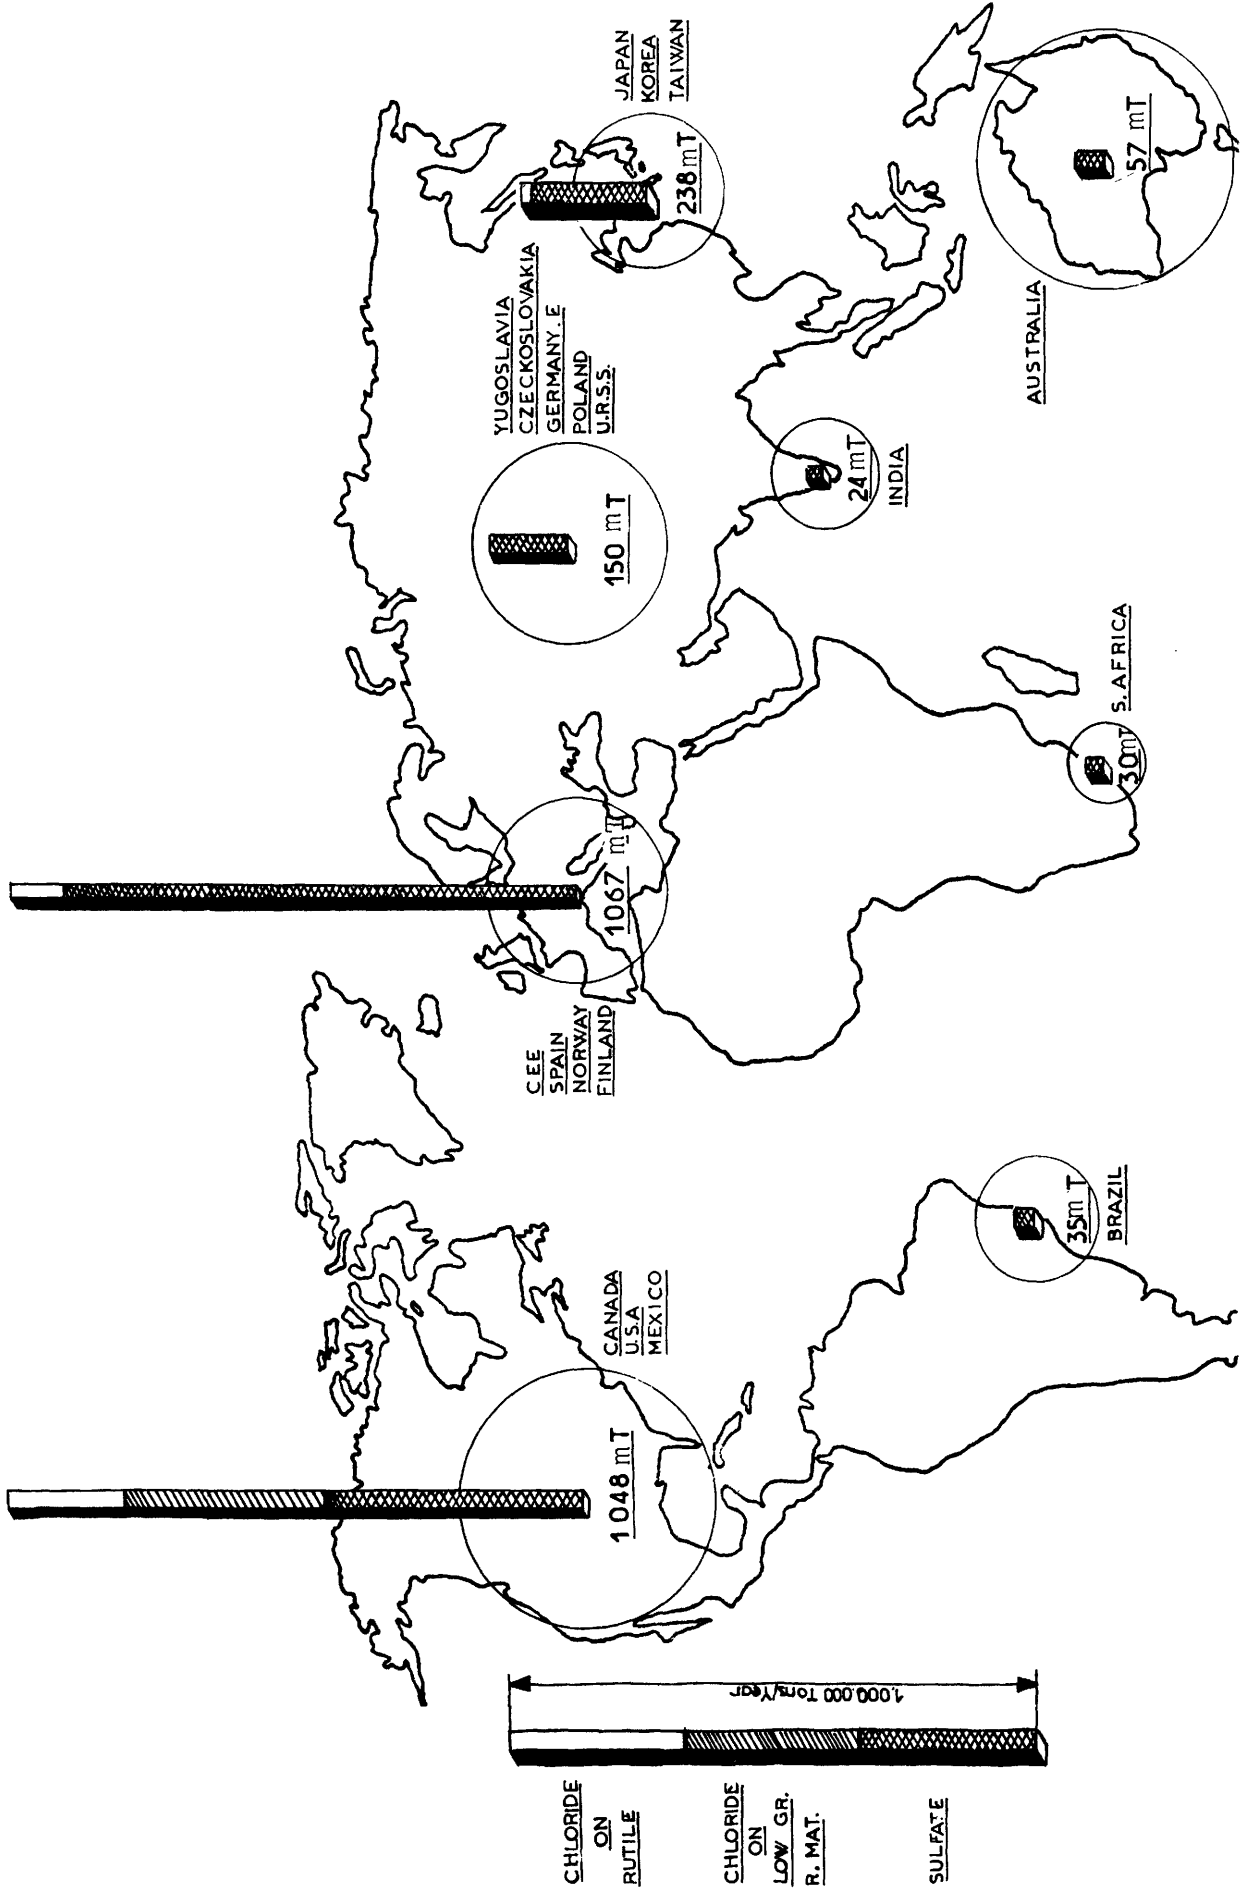 CHLORIDE
ON
RUTILE
CHLORIDE
ON
LOW GR.
R. MAT.
SULFATE
1.000.000 Tons/Year
1048 mT
CANADA
U.S.A
MEXICO
35m T
BRAZIL
CEE
SPAIN
NORWAY
FINLAND
1067 mT
30mT
S. AFRICA
150 mT
YUGOSLAVIA
CZECKOSLOVAKIA
GERMANY. E
POLAND
U.R.S.S.
24 mT
INDIA
238 mT
JAPAN
KOREA
TAIWAN
AUSTRALIA
57 mT